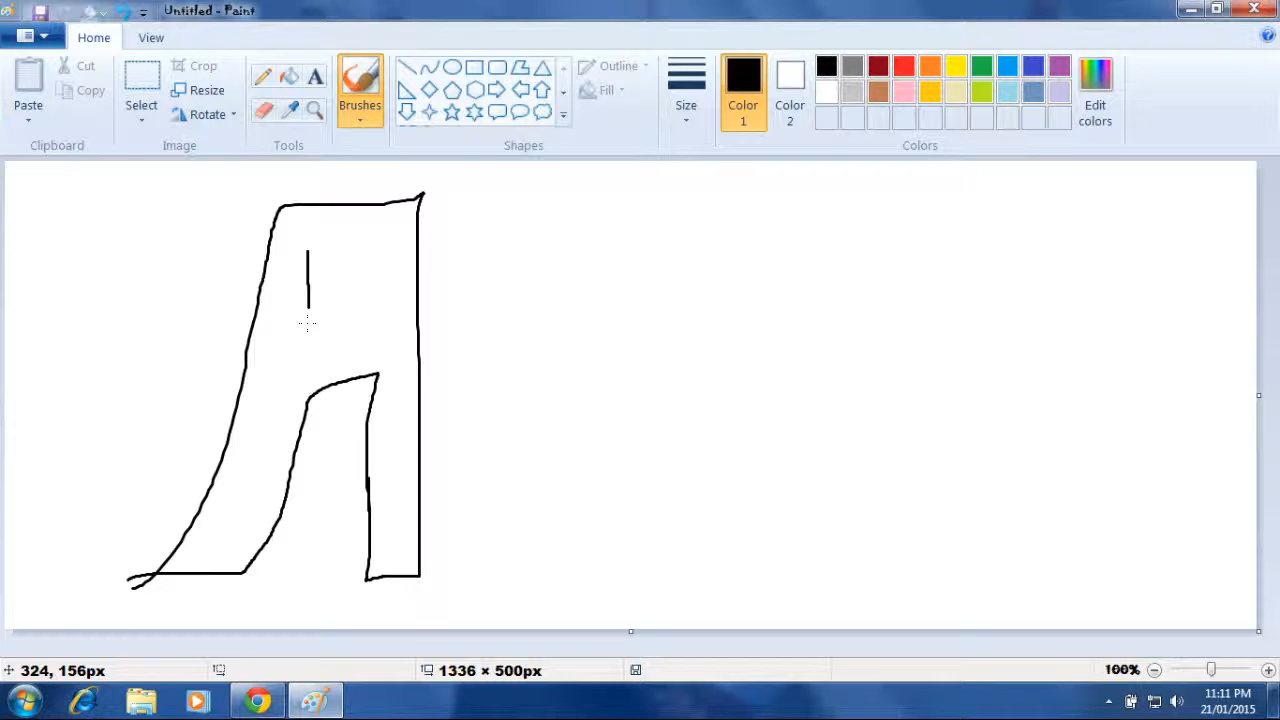 Untitled - Paint
Home View
Paste
Cut
Copy
Clipboard
Select
Crop
Resize
Rotate
Image
A
Tools
Brushes
Outline
Fill
Shapes
Size
Color 1
Color 2
Edit colors
Colors
324, 156px
1336 × 500px
100%
11:11 PM
21/01/2015